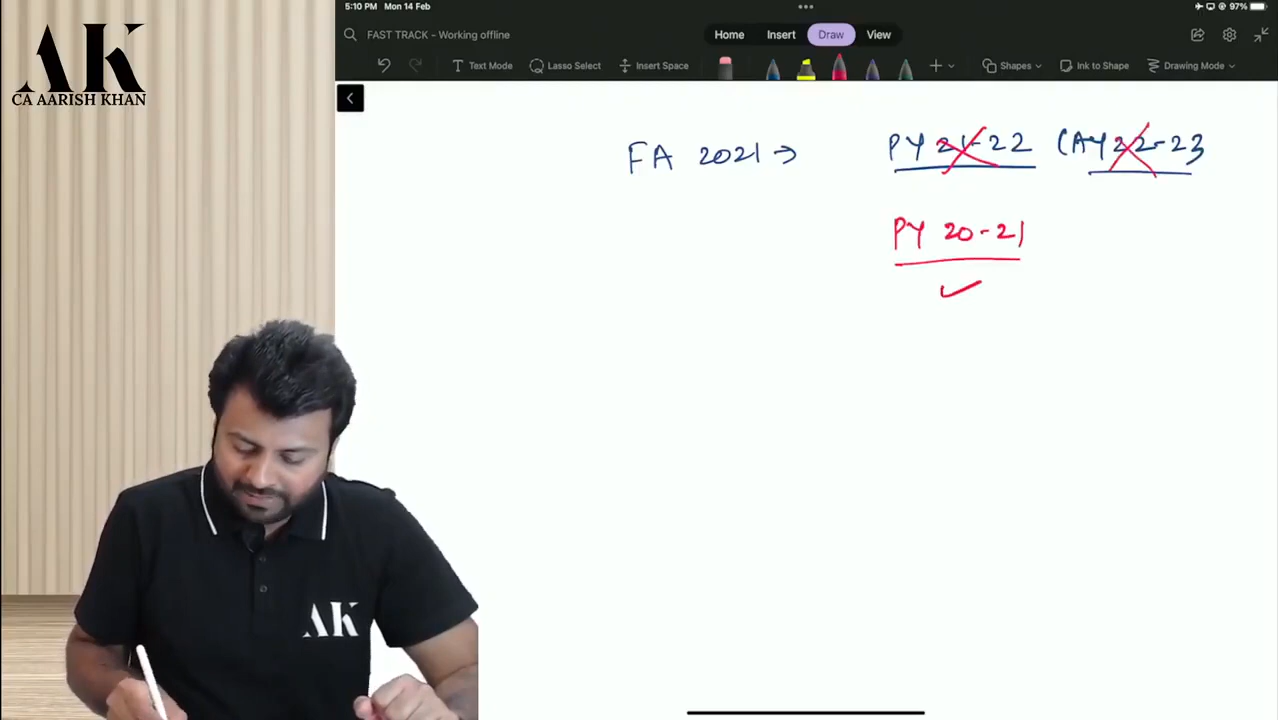 5:10 PM Mon 14 Feb
97%
AK
CA AARISH KHAN
FAST TRACK - Working offline
Home Insert Draw View
Text Mode Lasso Select Insert Space Shapes Ink to Shape Drawing Mode
FA 2021 → PY 21-22 (AY 22-23)
PY 20-21
AK